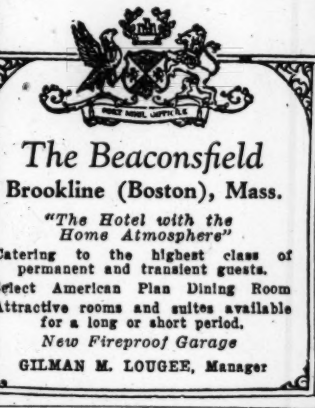 The Beaconsfield
Brookline (Boston), Mass.
"The Hotel with the
Home Atmosphere"
Catering to the highest class of
permanent and transient guests.
Select American Plan Dining Room
Attractive rooms and suites available
for a long or short period.
New Fireproof Garage
GILMAN M. LOUGEE, Manager